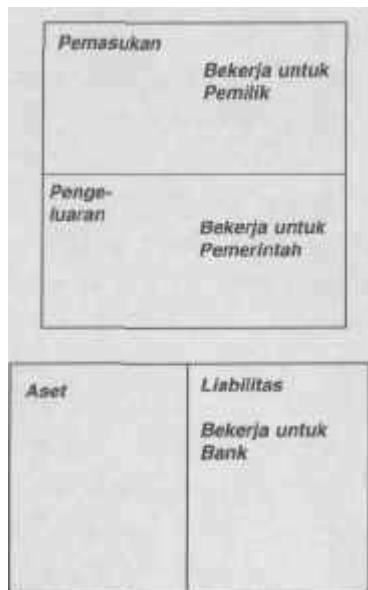 Pemasukan
Bekerja untuk
Pemilik
Penge-
luaran
Bekerja untuk
Pemerintah
Aset
Liabilitas
Bekerja untuk
Bank